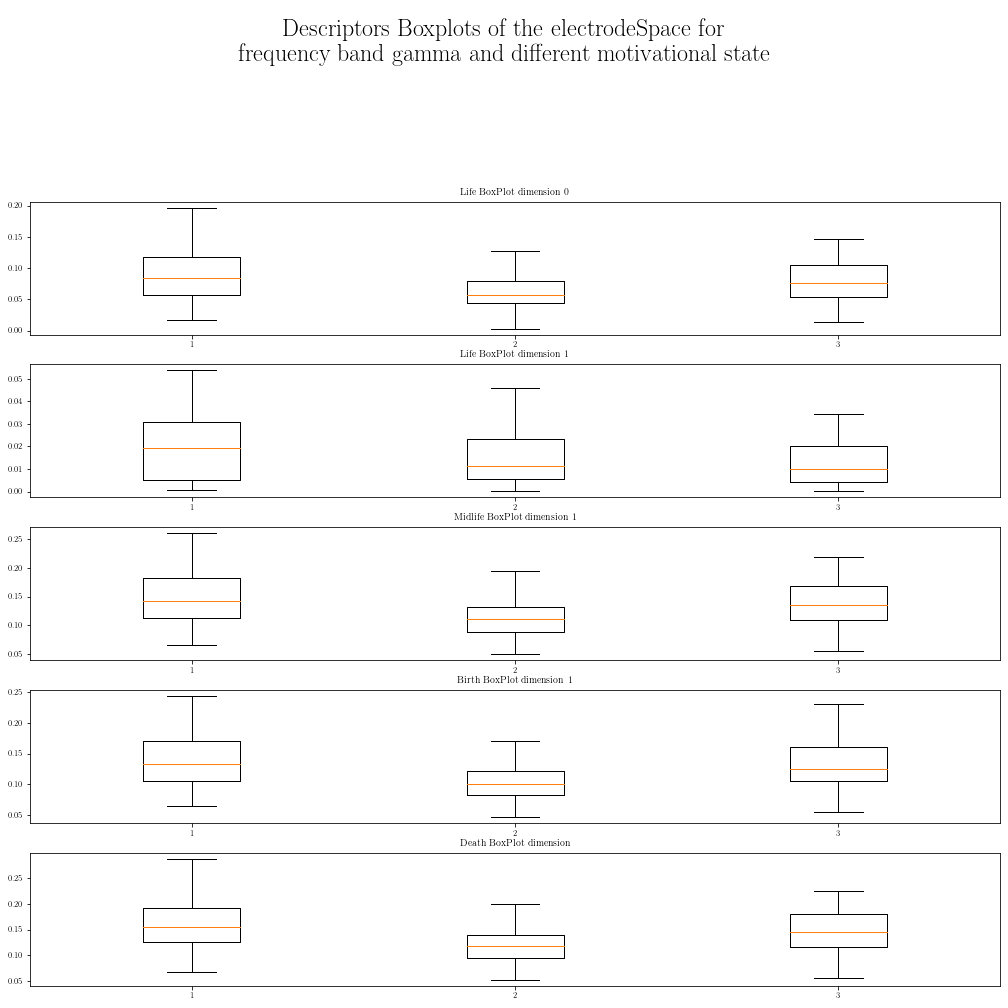 Descriptors Boxplots of the electrodeSpace for
frequency band gamma and different motivational state
Life BoxPlot dimension 0
0.20
0.15
0.10
0.05
0.00
1 2 3
Life BoxPlot dimension 1
0.05
0.04
0.03
0.02
0.01
0.00
1 2 3
Midlife BoxPlot dimension 1
0.25
0.20
0.15
0.10
0.05
1 2 3
Birth BoxPlot dimension 1
0.25
0.20
0.15
0.10
0.05
1 2 3
Death BoxPlot dimension
0.25
0.20
0.15
0.10
0.05
1 2 3